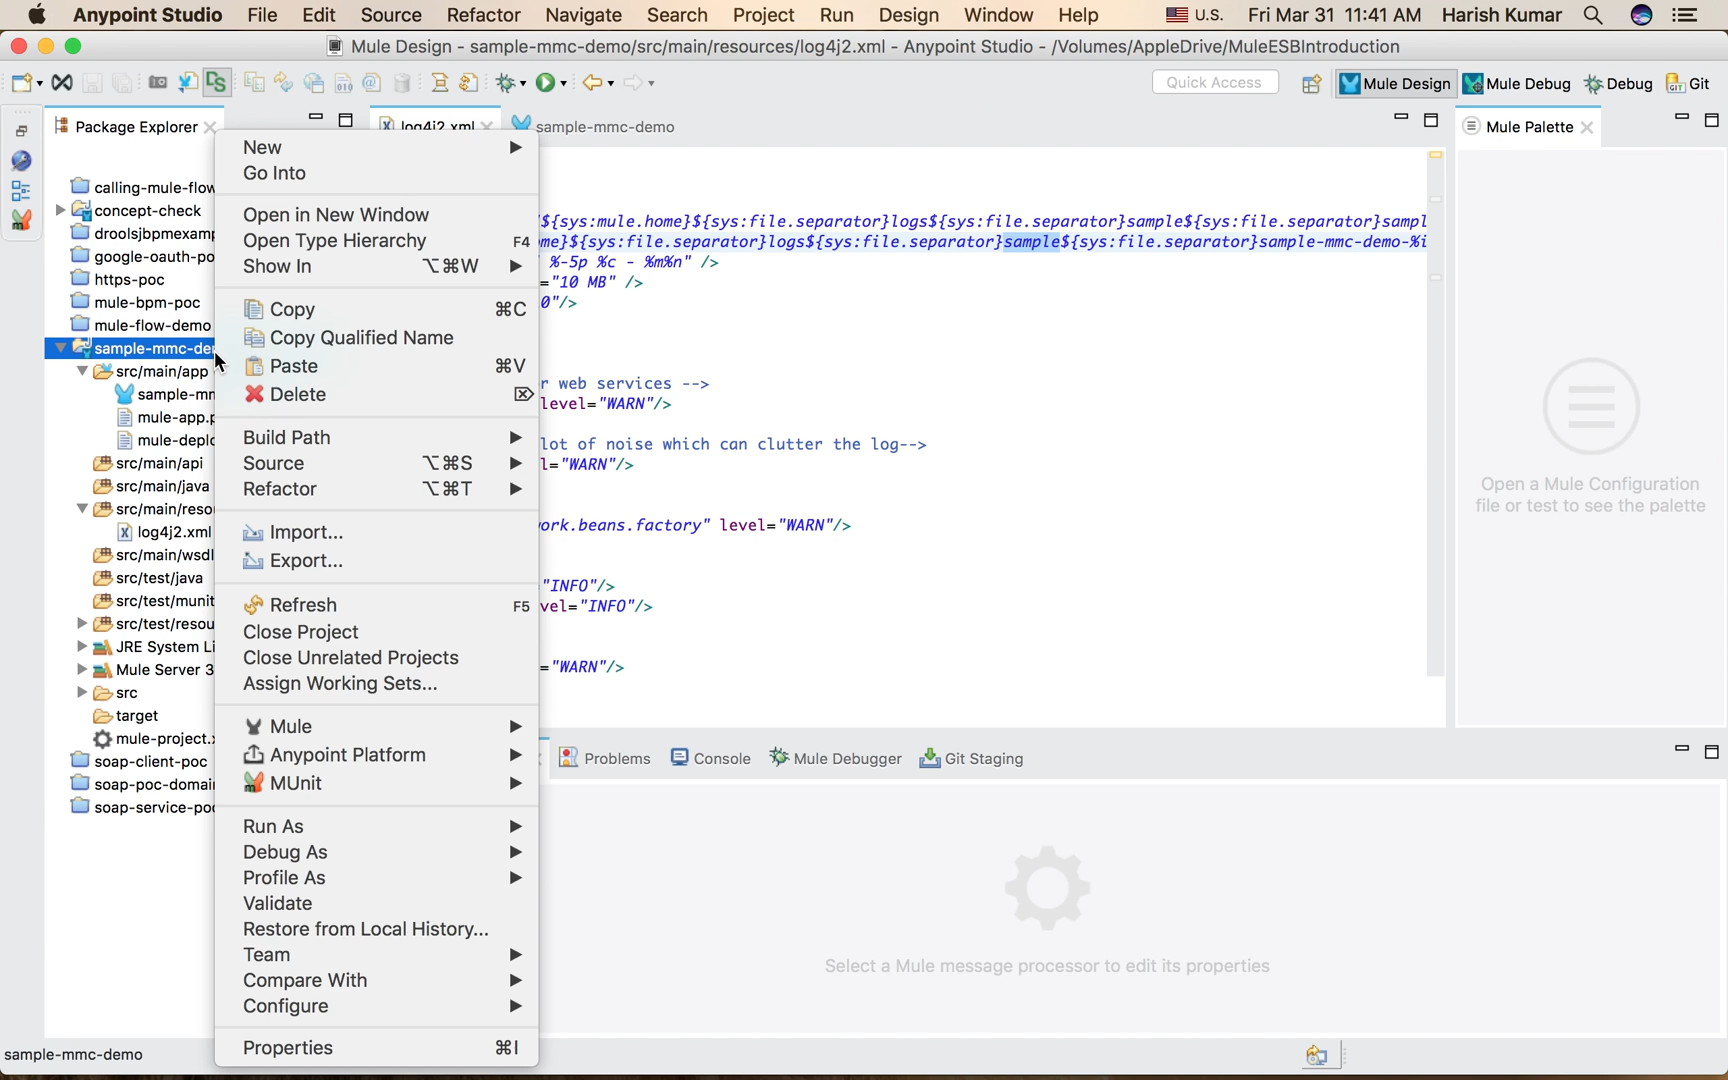 Anypoint Studio File Edit Source Refactor Navigate Search Project Run Design Window Help U.S. Fri Mar 31 11:41 AM Harish Kumar
Mule Design - sample-mmc-demo/src/main/resources/log4j2.xml - Anypoint Studio - /Volumes/AppleDrive/MuleESBIntroduction
Quick Access Mule Design Mule Debug Debug Git
Package Explorer
log4j2.xml
sample-mmc-demo
Mule Palette
calling-mule-flow
concept-check
droolsjbpmexamp
google-oauth-po
https-poc
mule-bpm-poc
mule-flow-demo
sample-mmc-de
src/main/app
sample-mm
mule-app.p
mule-deplo
src/main/api
src/main/java
src/main/reso
log4j2.xml
src/main/wsdl
src/test/java
src/test/munit
src/test/resou
JRE System Li
Mule Server 3
src
target
mule-project.x
soap-client-poc
soap-poc-domain
soap-service-poc
New
Go Into
Open in New Window
Open Type Hierarchy F4
Show In ⌥⌘W
Copy ⌘C
Copy Qualified Name
Paste ⌘V
Delete ⌦
Build Path
Source ⌥⌘S
Refactor ⌥⌘T
Import...
Export...
Refresh F5
Close Project
Close Unrelated Projects
Assign Working Sets...
Mule
Anypoint Platform
MUnit
Run As
Debug As
Profile As
Validate
Restore from Local History...
Team
Compare With
Configure
Properties ⌘I
${sys:mule.home}${sys:file.separator}logs${sys:file.separator}sample${sys:file.separator}sampl
me}${sys:file.separator}logs${sys:file.separator}sample${sys:file.separator}sample-mmc-demo-%i
%-5p %c - %m%n" />
="10 MB" />
0"/>
r web services -->
level="WARN"/>
lot of noise which can clutter the log-->
l="WARN"/>
ork.beans.factory" level="WARN"/>
"INFO"/>
vel="INFO"/>
="WARN"/>
Open a Mule Configuration
file or test to see the palette
Problems Console Mule Debugger Git Staging
Select a Mule message processor to edit its properties
sample-mmc-demo